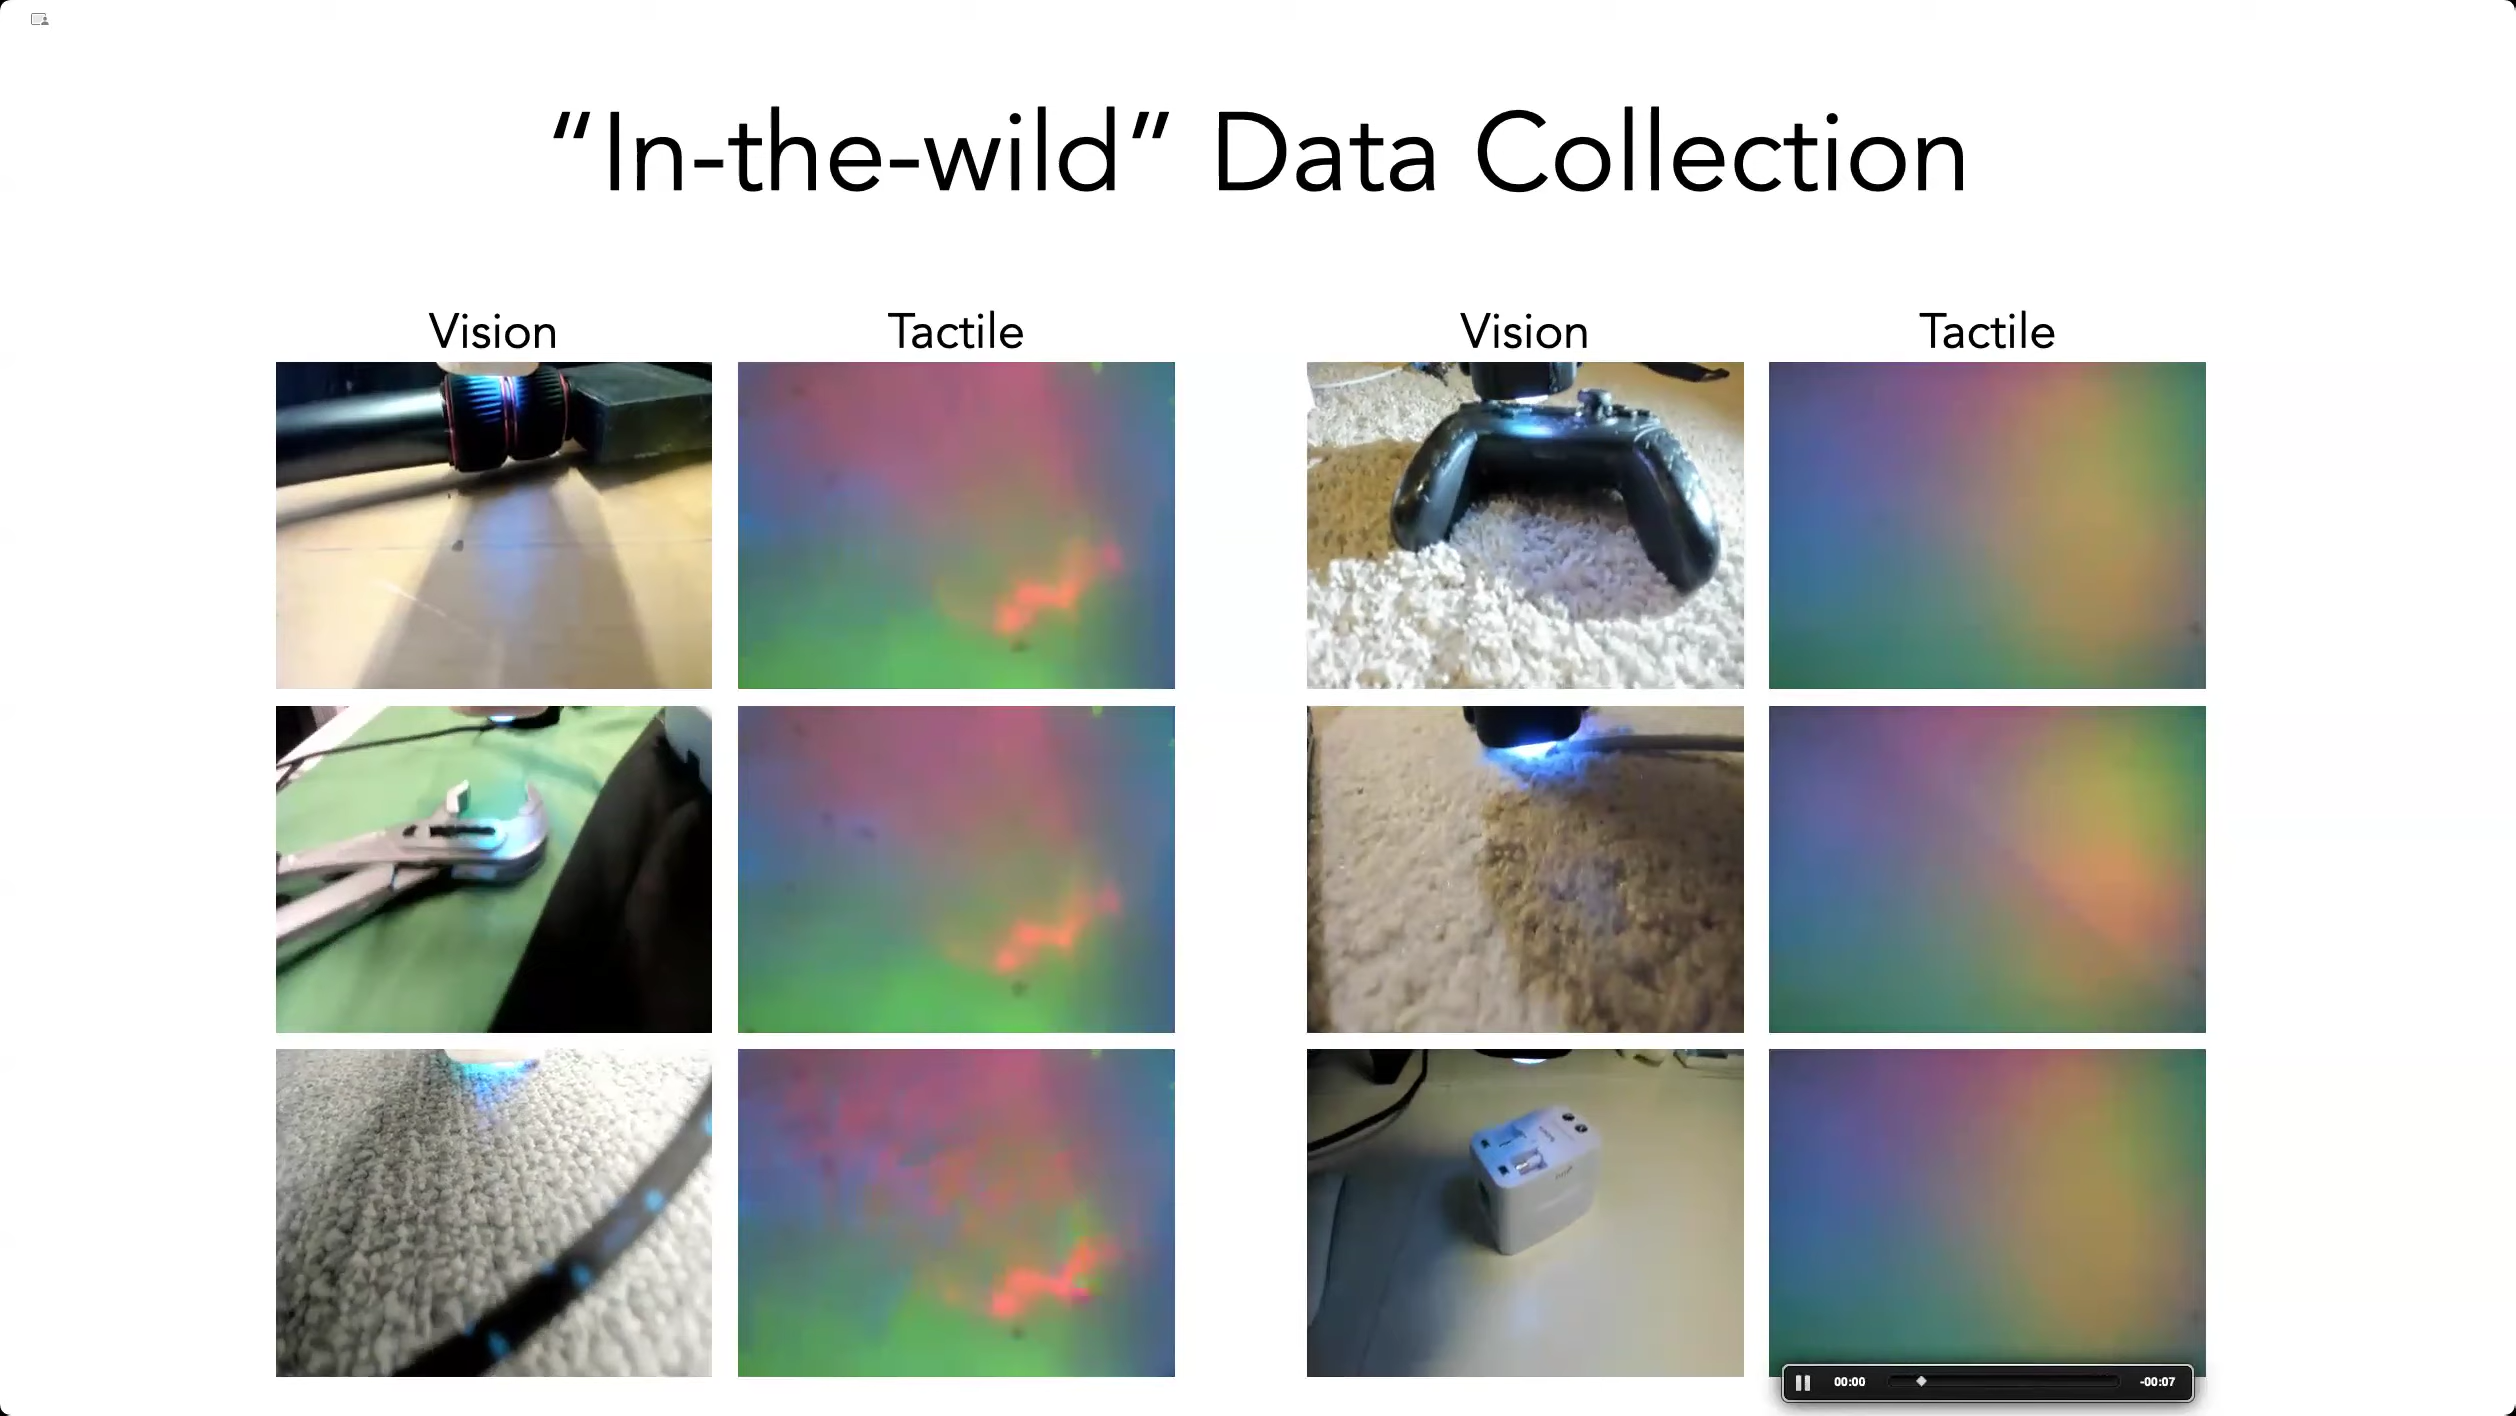 “In-the-wild” Data Collection
Vision Tactile Vision Tactile
00:00 -00:07